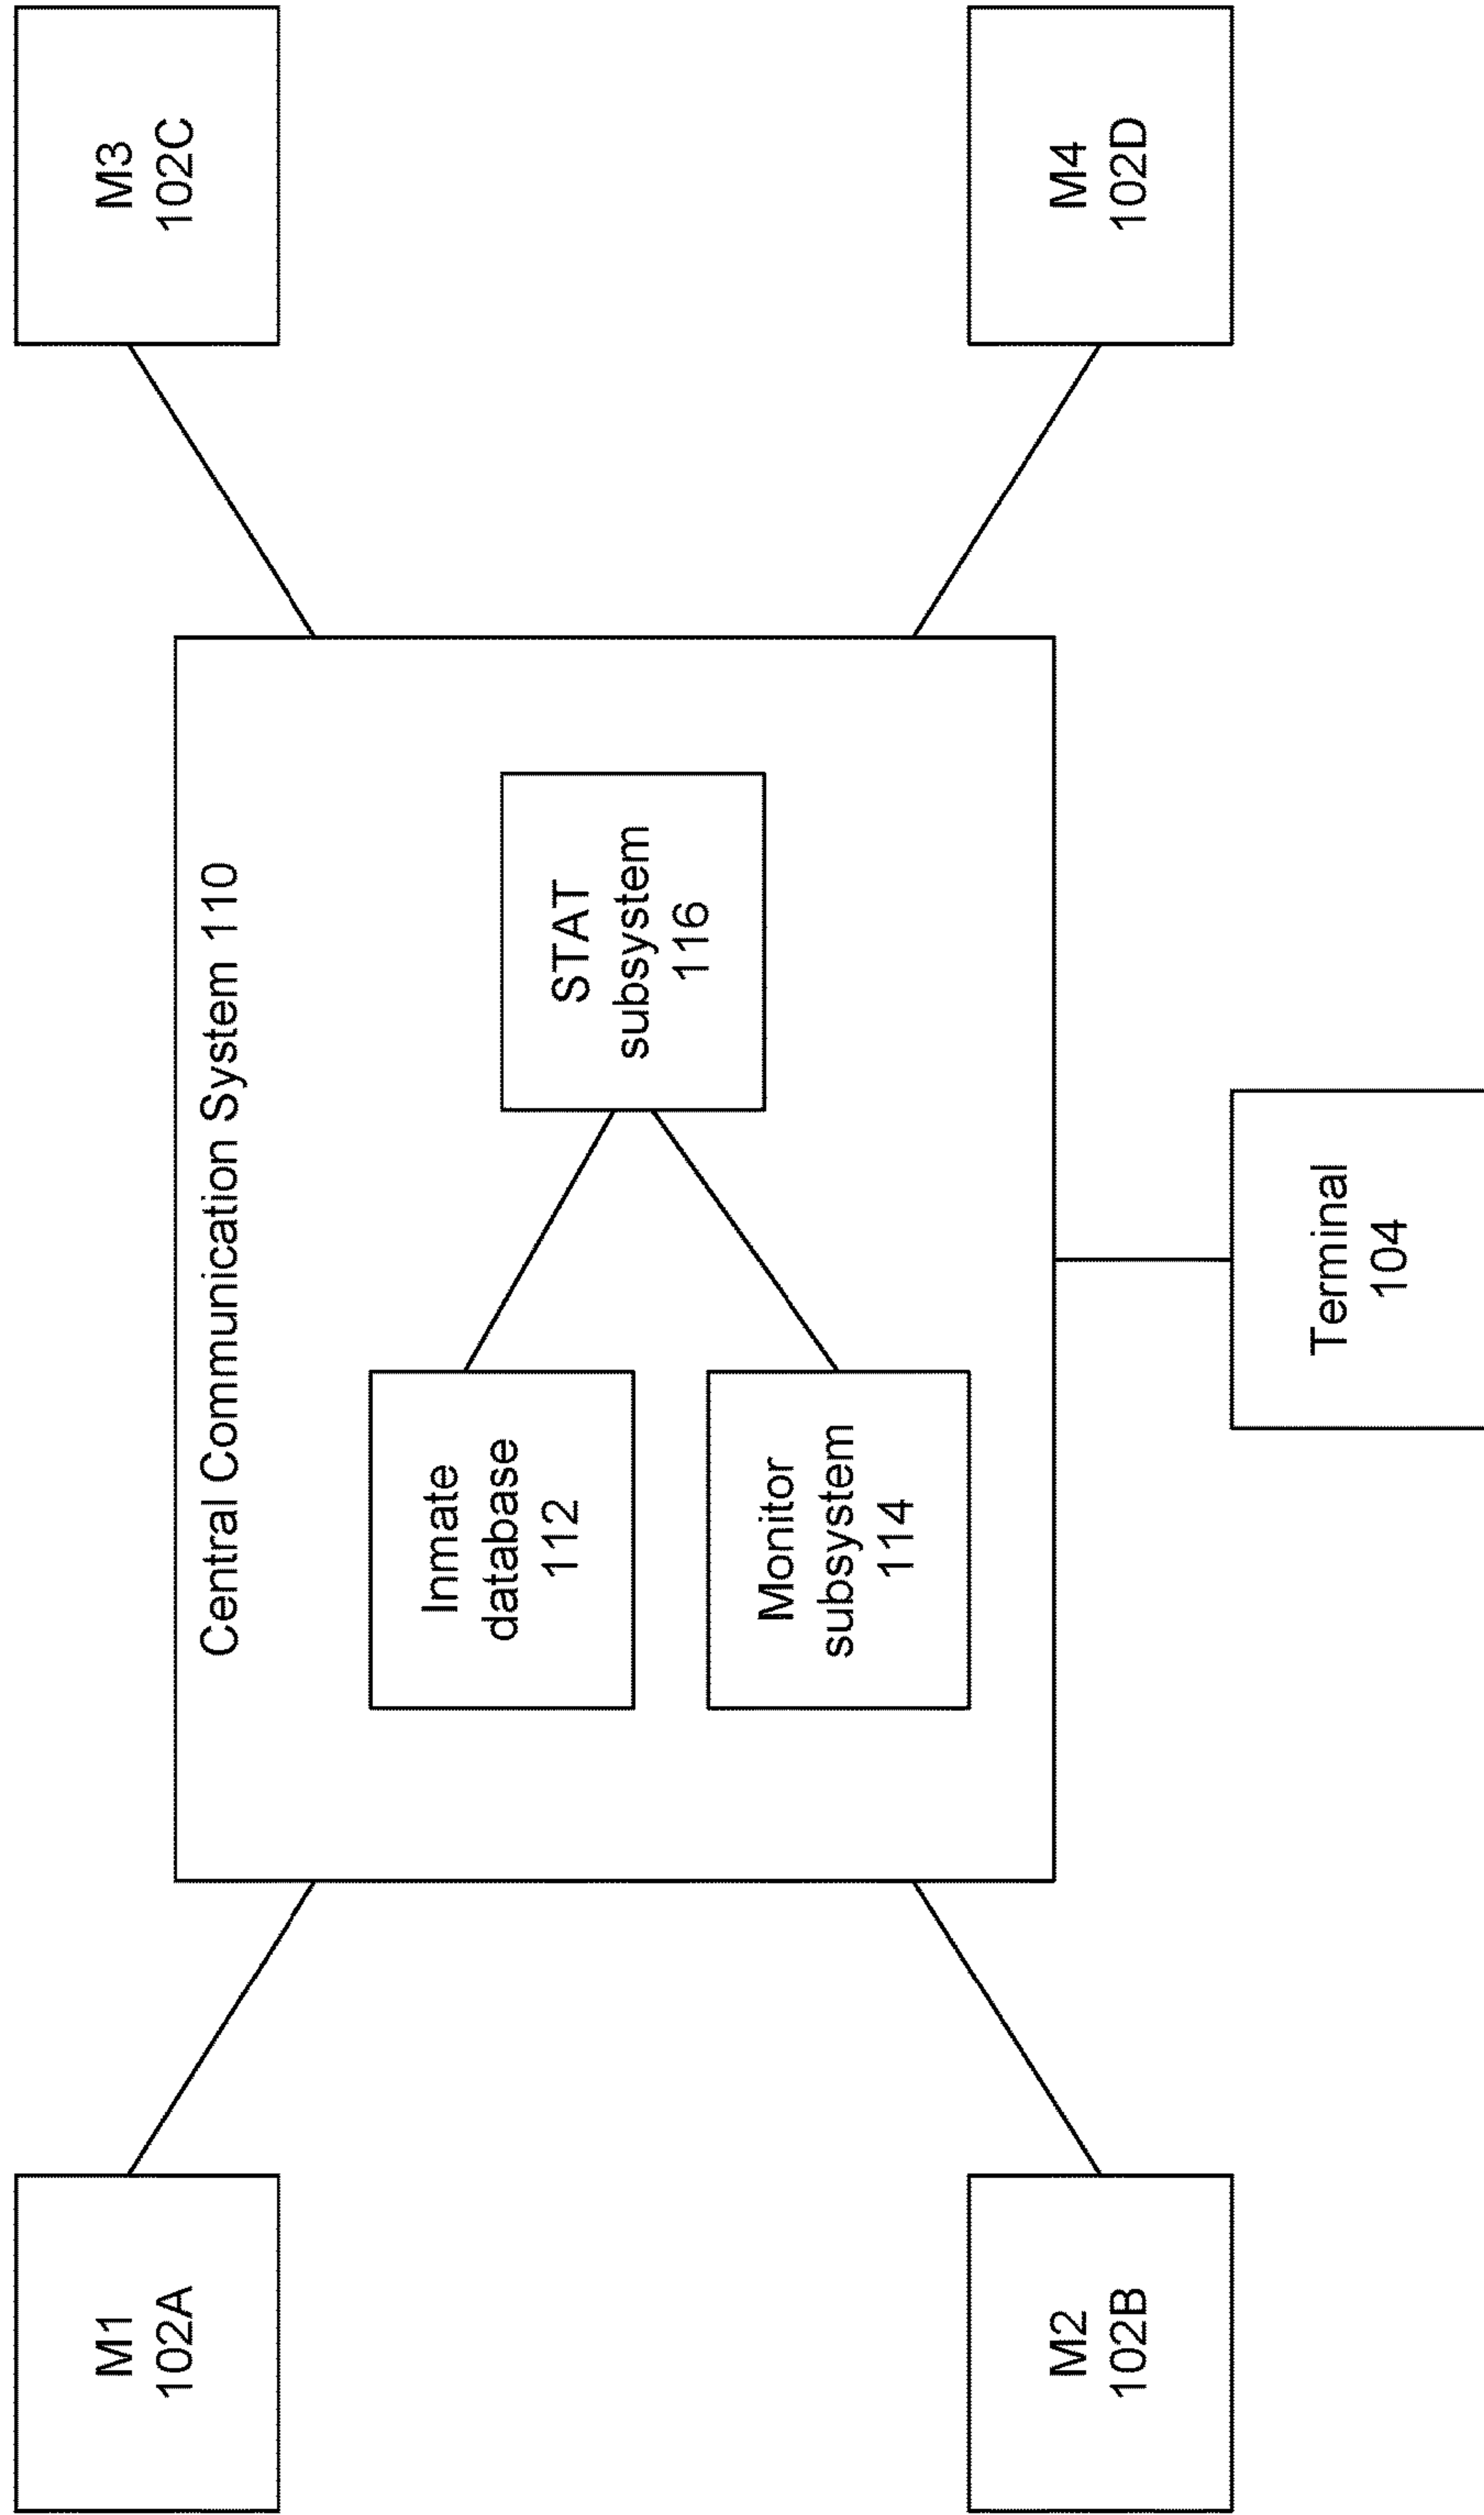 M1
102A
M3
102C
Central Communication System 110
Inmate
database
112
STAT
subsystem
116
Monitor
subsystem
114
M2
102B
M4
102D
Terminal
104